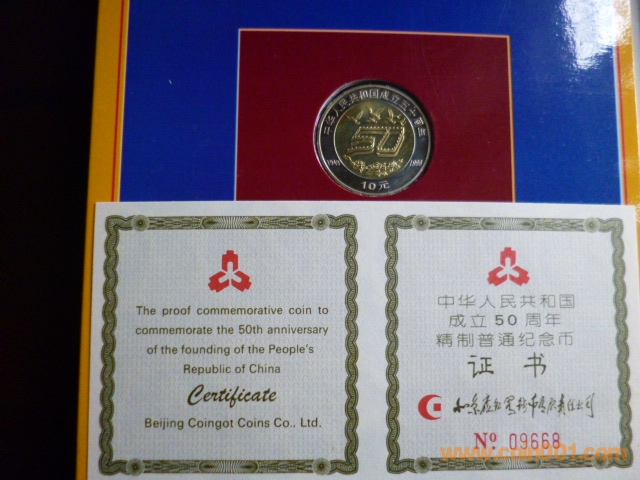 中华人民共和国成立五十周年
50
1949 1999
10元
The proof commemorative coin to
commemorate the 50th anniversary
of the founding of the People's
Republic of China
Certificate
Beijing Coingot Coins Co., Ltd.
中华人民共和国
成立50周年
精制普通纪念币
证书
Nº 09668
www.coin001.com